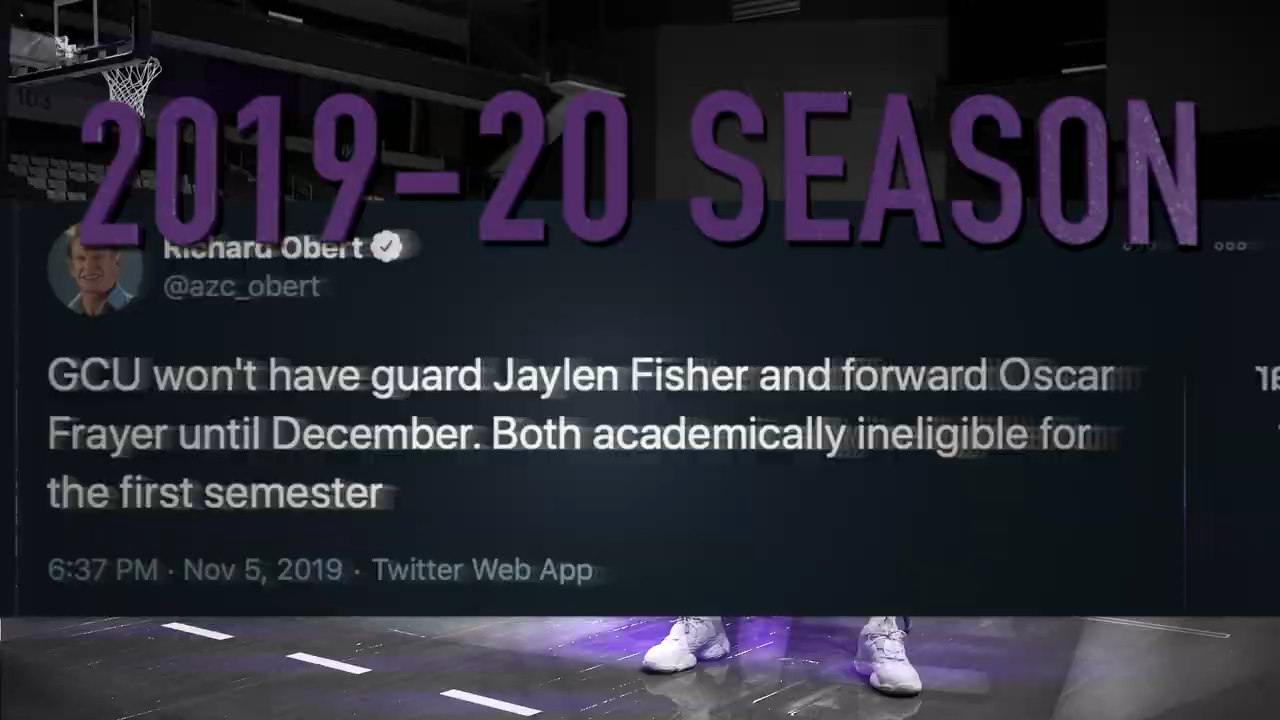 103
2019-20 SEASON
Richard Obert
@azc_obert
GCU won't have guard Jaylen Fisher and forward Oscar
Frayer until December. Both academically ineligible for
the first semester
6:37 PM · Nov 5, 2019 · Twitter Web App